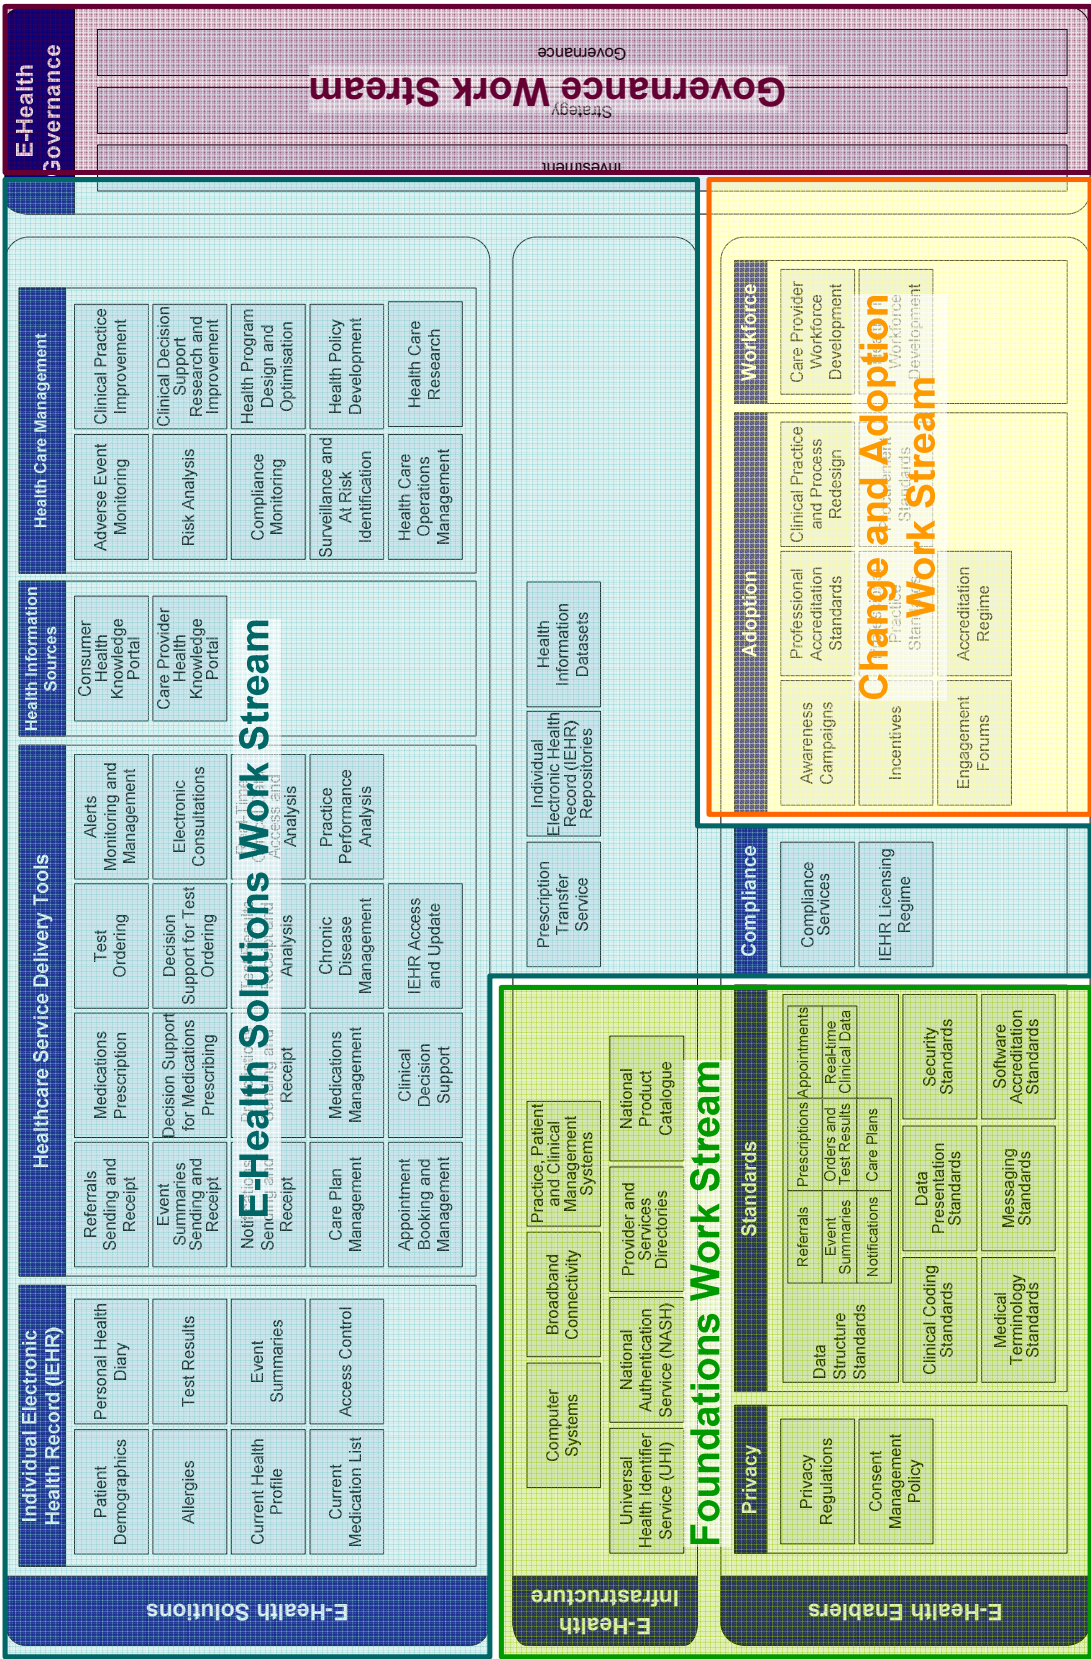 E-Health
Governance
Governance
Strategy
Investment
Governance Work Stream
E-Health Solutions
Individual Electronic
Health Record (IEHR)
Patient
Demographics
Personal Health
Diary
Allergies
Test Results
Current Health
Profile
Event
Summaries
Current
Medication List
Access Control
Healthcare Service Delivery Tools
Referrals
Sending and
Receipt
Medications
Prescription
Test
Ordering
Alerts
Monitoring and
Management
Event
Summaries
Sending and
Receipt
Decision Support
for Medications
Prescribing
Decision
Support for Test
Ordering
Electronic
Consultations
Receipt
Receipt
Analysis
Access and
Analysis
Care Plan
Management
Medications
Management
Chronic
Disease
Management
Practice
Performance
Analysis
Appointment
Booking and
Management
Clinical
Decision
Support
IEHR Access
and Update
Health Information
Sources
Consumer
Health
Knowledge
Portal
Care Provider
Health
Knowledge
Portal
Health Care Management
Adverse Event
Monitoring
Clinical Practice
Improvement
Risk Analysis
Clinical Decision
Support
Research and
Improvement
Compliance
Monitoring
Health Program
Design and
Optimisation
Surveillance and
At Risk
Identification
Health Policy
Development
Health Care
Operations
Management
Health Care
Research
E-Health Solutions Work Stream
E-Health
Infrastructure
Computer
Systems
Broadband
Connectivity
Practice, Patient
and Clinical
Management
Systems
Prescription
Transfer
Service
Individual
Electronic Health
Record (IEHR)
Repositories
Health
Information
Datasets
Universal
Health Identifier
Service (UHI)
National
Authentication
Service (NASH)
Provider and
Services
Directories
National
Product
Catalogue
Foundations Work Stream
E-Health Enablers
Privacy
Privacy
Regulations
Consent
Management
Policy
Standards
Data
Structure
Standards
Referrals
Prescriptions
Appointments
Event
Summaries
Orders and
Test Results
Real-time
Clinical Data
Notifications
Care Plans
Clinical Coding
Standards
Data
Presentation
Standards
Security
Standards
Medical
Terminology
Standards
Messaging
Standards
Software
Accreditation
Standards
Compliance
Compliance
Services
IEHR Licensing
Regime
Adoption
Awareness
Campaigns
Professional
Accreditation
Standards
Clinical Practice
and Process
Redesign
Incentives
Practice
Standards
Engagement
Forums
Accreditation
Regime
Workforce
Care Provider
Workforce
Development
Workforce
Development
Change and Adoption
Work Stream